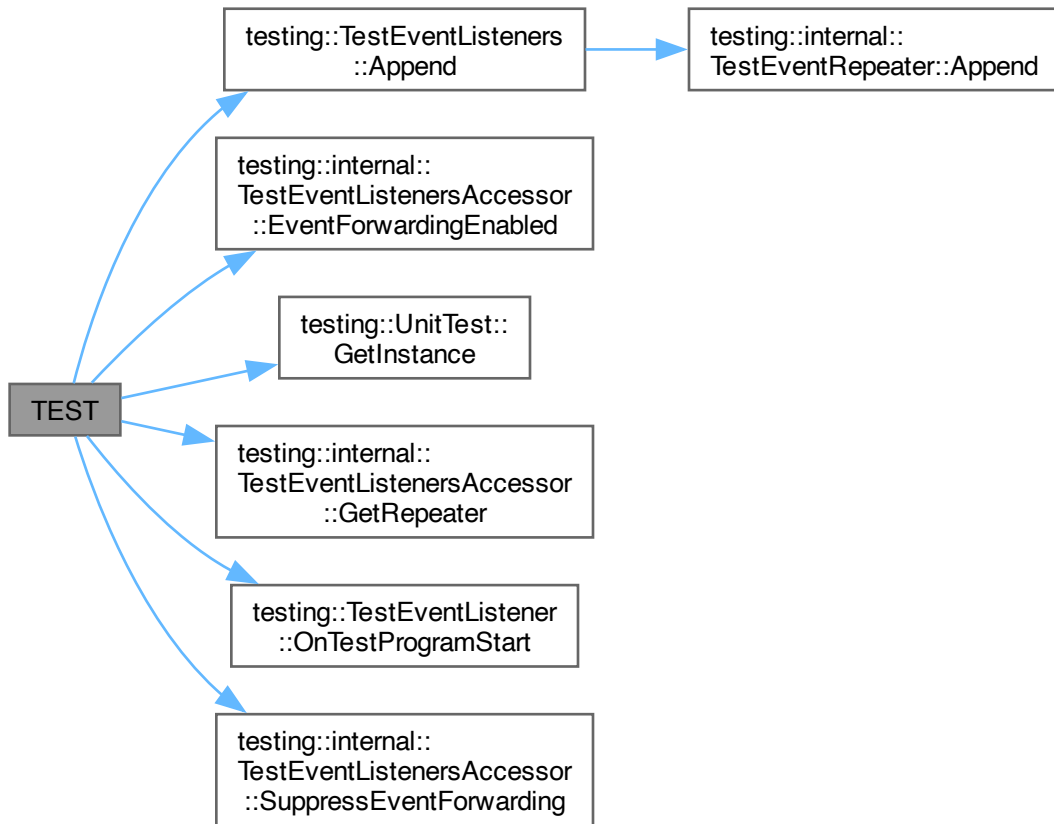 testing::TestEventListeners
::Append
testing::internal::
TestEventRepeater::Append
testing::internal::
TestEventListenersAccessor
::EventForwardingEnabled
testing::UnitTest::
GetInstance
TEST
testing::internal::
TestEventListenersAccessor
::GetRepeater
testing::TestEventListener
::OnTestProgramStart
testing::internal::
TestEventListenersAccessor
::SuppressEventForwarding